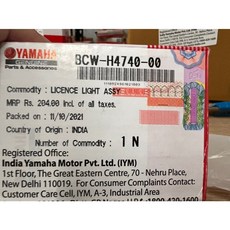 YAMAHA
GENUINE
Parts & Accessories
BCW-H4740-00
Commodity : LICENCE LIGHT ASSY
MRP Rs. 204.00 Incl. of all taxes.
Packed on : 11/10/2021
Country of Origin : INDIA
Number of Commodity : 1 N
Registered Office:
India Yamaha Motor Pvt. Ltd. (IYM)
1st Floor, The Great Eastern Centre, 70 - Nehru Place,
New Delhi 110019. For Consumer Complaints Contact:
Customer Care Cell, IYM, A-3, Industrial Area
1800-420-1600